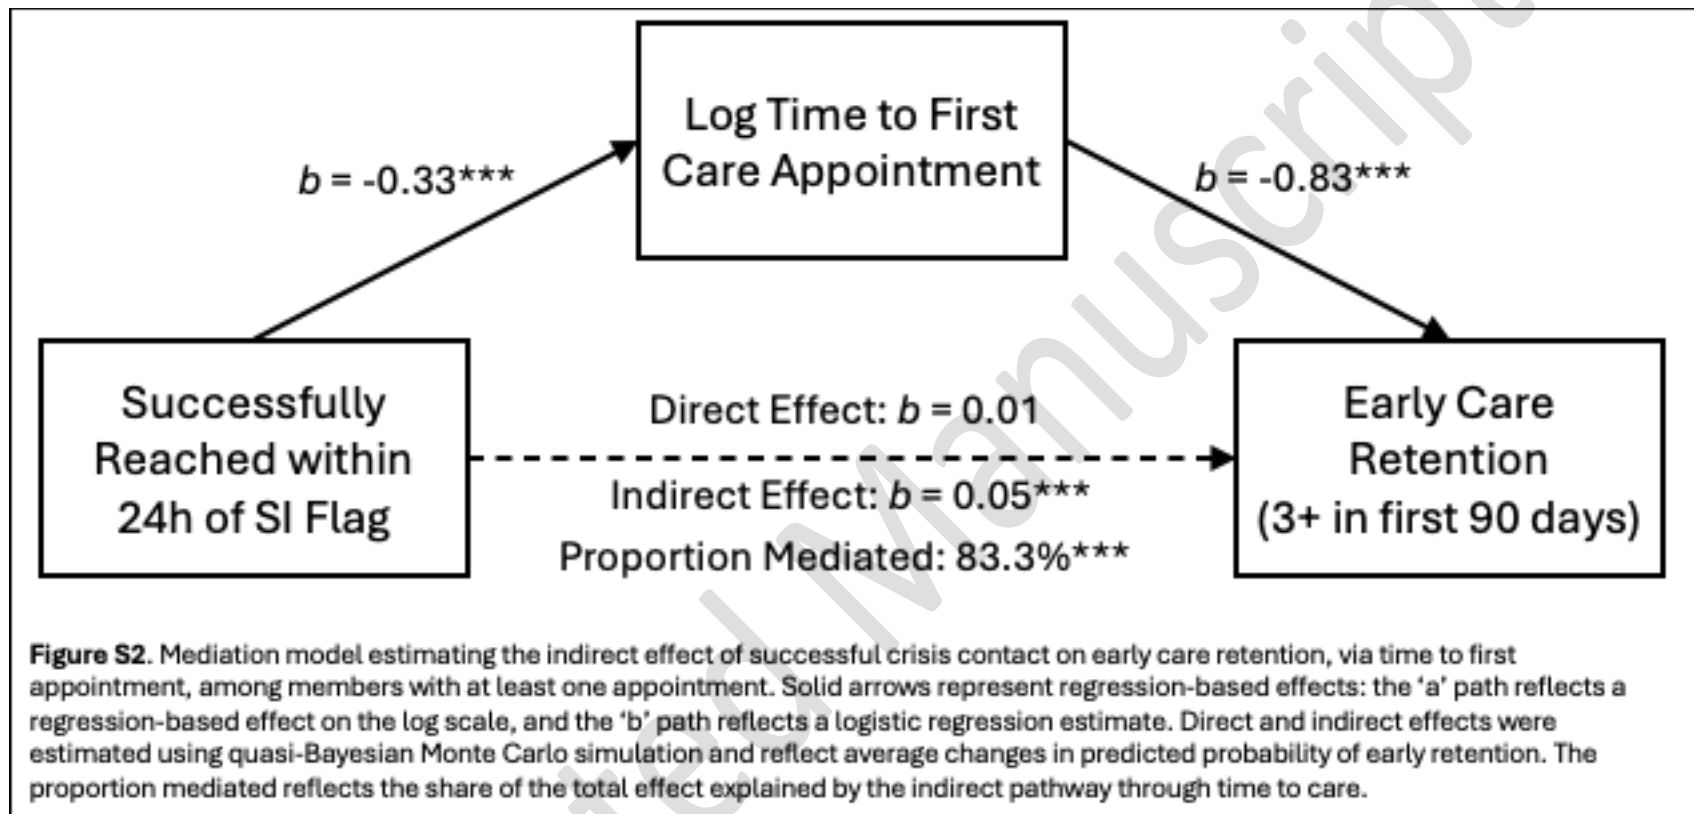 Log Time to First
Care Appointment
b = -0.33***
b = -0.83***
Successfully
Reached within
24h of SI Flag
Direct Effect: b = 0.01
Indirect Effect: b = 0.05***
Proportion Mediated: 83.3%***
Early Care
Retention
(3+ in first 90 days)
Figure S2. Mediation model estimating the indirect effect of successful crisis contact on early care retention, via time to first
appointment, among members with at least one appointment. Solid arrows represent regression-based effects: the ‘a’ path reflects a
regression-based effect on the log scale, and the ‘b’ path reflects a logistic regression estimate. Direct and indirect effects were
estimated using quasi-Bayesian Monte Carlo simulation and reflect average changes in predicted probability of early retention. The
proportion mediated reflects the share of the total effect explained by the indirect pathway through time to care.
ted Manuscript